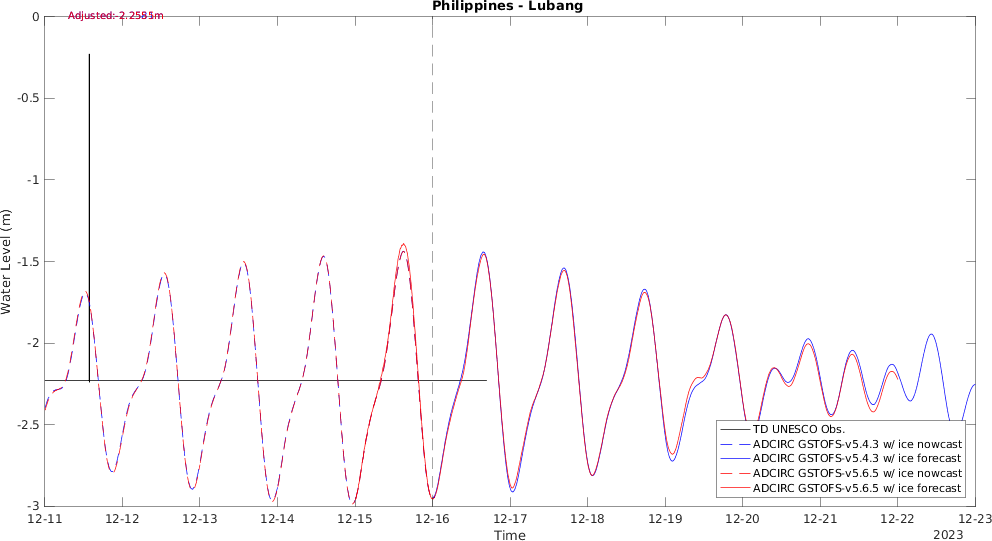 Philippines - Lubang
Adjusted: 2.2581m
0
-0.5
-1
-1.5
-2
-2.5
-3
Water Level (m)
12-11 12-12 12-13 12-14 12-15 12-16 12-17 12-18 12-19 12-20 12-21 12-22 12-23
Time
2023
TD UNESCO Obs.
ADCIRC GSTOFS-v5.4.3 w/ ice nowcast
ADCIRC GSTOFS-v5.4.3 w/ ice forecast
ADCIRC GSTOFS-v5.6.5 w/ ice nowcast
ADCIRC GSTOFS-v5.6.5 w/ ice forecast